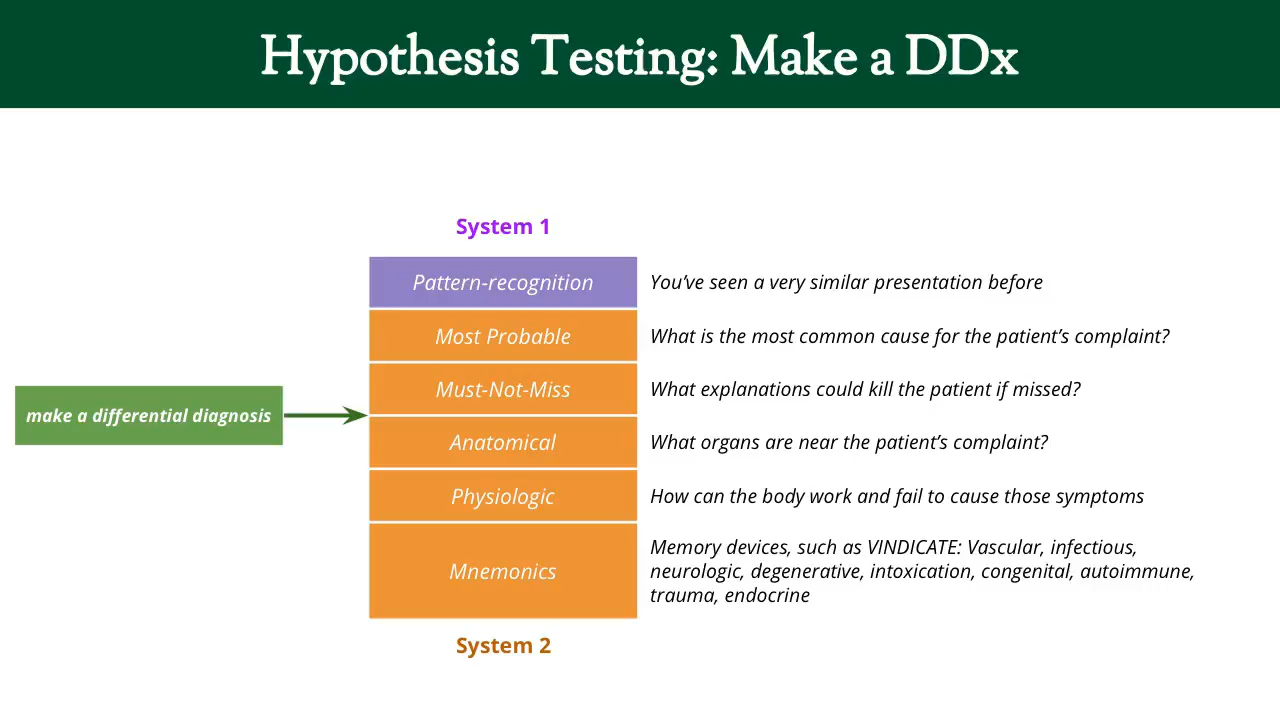 Hypothesis Testing: Make a DDx
System 1
Pattern-recognition
You’ve seen a very similar presentation before
Most Probable
What is the most common cause for the patient’s complaint?
Must-Not-Miss
What explanations could kill the patient if missed?
make a differential diagnosis
Anatomical
What organs are near the patient’s complaint?
Physiologic
How can the body work and fail to cause those symptoms
Mnemonics
Memory devices, such as VINDICATE: Vascular, infectious,
neurologic, degenerative, intoxication, congenital, autoimmune,
trauma, endocrine
System 2